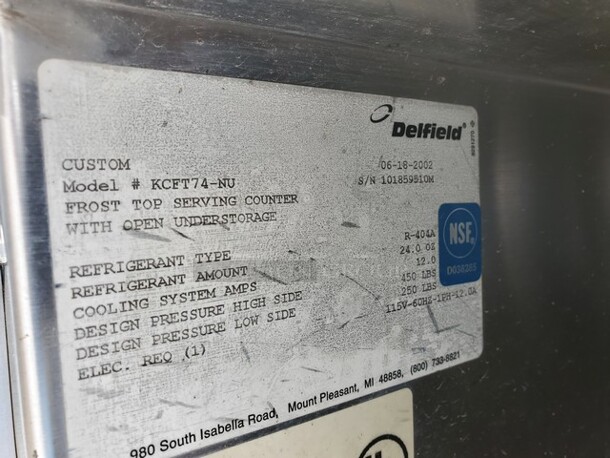 Delfield®
CUSTOM 06-18-2002
Model # KCFT74-NU S/N 101859510M
FROST TOP SERVING COUNTER
WITH OPEN UNDERSTORAGE
NSF®
REFRIGERANT TYPE R-404A
REFRIGERANT AMOUNT 24.0 OZ
COOLING SYSTEM AMPS 12.0
DESIGN PRESSURE HIGH SIDE 450 LBS
DESIGN PRESSURE LOW SIDE 250 LBS
ELEC. REQ (1) 115V-60HZ-1PH-12.0A
980 South Isabella Road, Mount Pleasant, MI 48858, (800) 733-8821